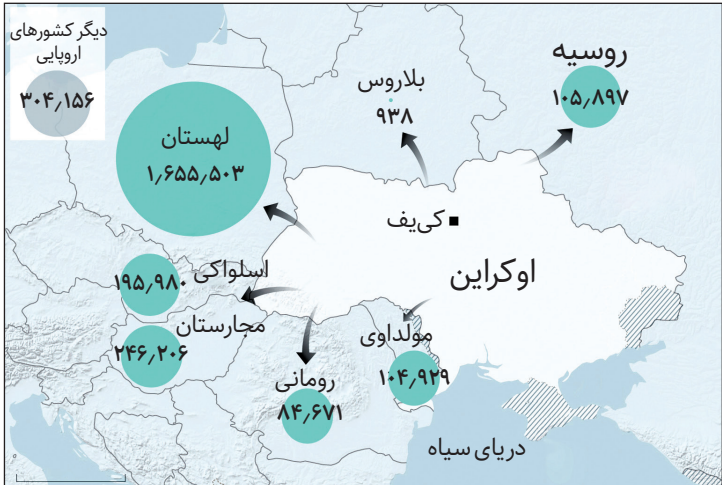 دیگر کشورهای
اروپایی
۳۰۴٫۱۵۶
روسیه
۱۰۵٫۸۹۷
بلاروس
۹۳۸
لهستان
۱٫۶۵۵٫۵۰۳
کی‌یف
اوکراین
اسلواکی
۱۹۵٫۹۸۰
مجارستان
۲۴۶٫۲۰۶
مولداوی
۱۰۴٫۹۲۹
رومانی
۸۴٫۶۷۱
دریای سیاه